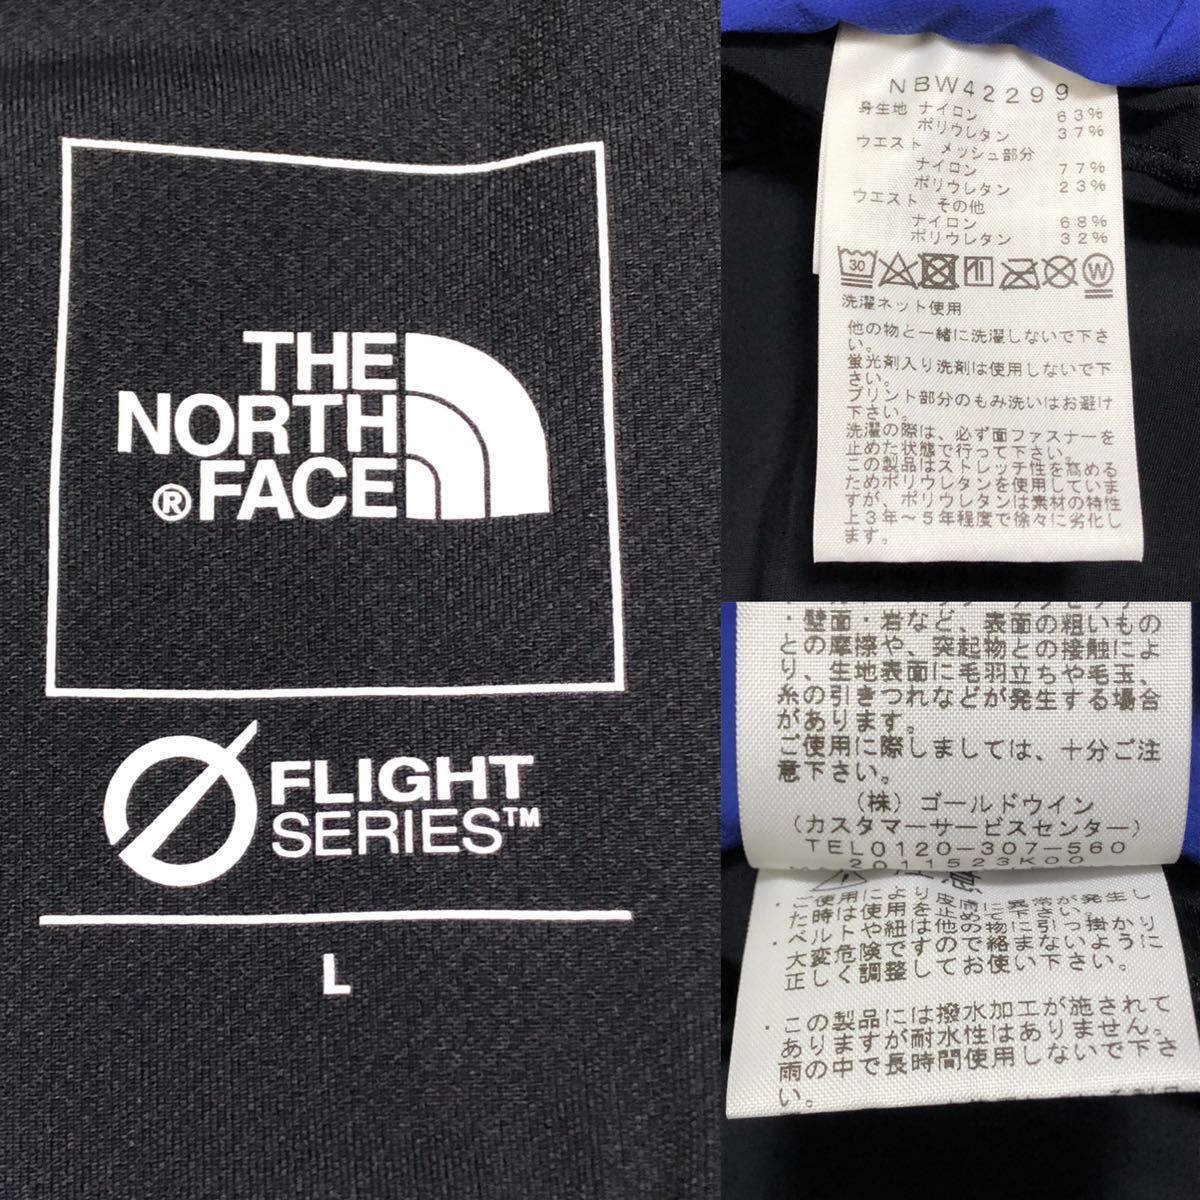 THE
NORTH
®FACE
FLIGHT
SERIES™
L
NBW42299
身生地 ナイロン 63%
ポリウレタン 37%
ウエスト メッシュ部分
ナイロン 77%
ポリウレタン 23%
ウエスト その他
ナイロン 68%
ポリウレタン 32%
30 W
洗濯ネット使用
他の物と一緒に洗濯しないで下さ
い。
蛍光剤入り洗剤は使用しないで下
さい。
プリント部分のもみ洗いはお避け
下さい。
洗濯の際は、必ず面ファスナーを
止めた状態で行って下さい。
この製品はストレッチ性を高める
ためポリウレタンを使用していま
すが、ポリウレタンは素材の特性
上3年～5年程度で徐々に劣化し
ます。
・壁面・岩など、表面の粗いもの
との摩擦や、突起物との接触によ
り、生地表面に毛羽立ちや毛玉、
糸の引きつれなどが発生する場合
があります。
ご使用に際しましては、十分ご注
意下さい。
(株)ゴールドウイン
(カスタマーサービスセンター)
TEL0120-307-560
2011523K00
・ご使用により皮膚に異常が発生し
た時は使用を止めて下さい。
・ベルトや紐は他の物に引っ掛かり
大変危険ですので絡まないように
正しく調整してお使い下さい。
・この製品には撥水加工が施されて
ありますが耐水性はありません。
雨の中で長時間使用しないで下さ
い。